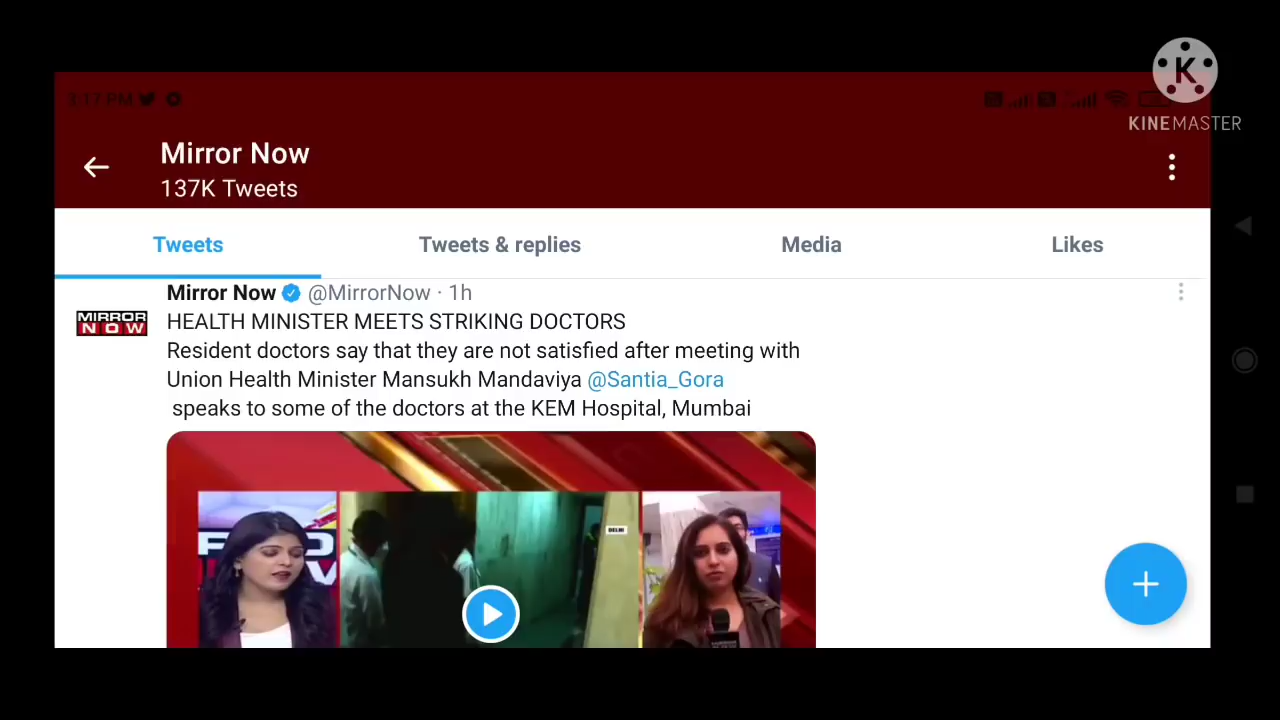 KINEMASTER
Mirror Now
137K Tweets
Tweets
Tweets & replies
Media
Likes
Mirror Now @MirrorNow · 1h
MIRROR
NOW
HEALTH MINISTER MEETS STRIKING DOCTORS
Resident doctors say that they are not satisfied after meeting with
Union Health Minister Mansukh Mandaviya @Santia_Gora
speaks to some of the doctors at the KEM Hospital, Mumbai
DELHI